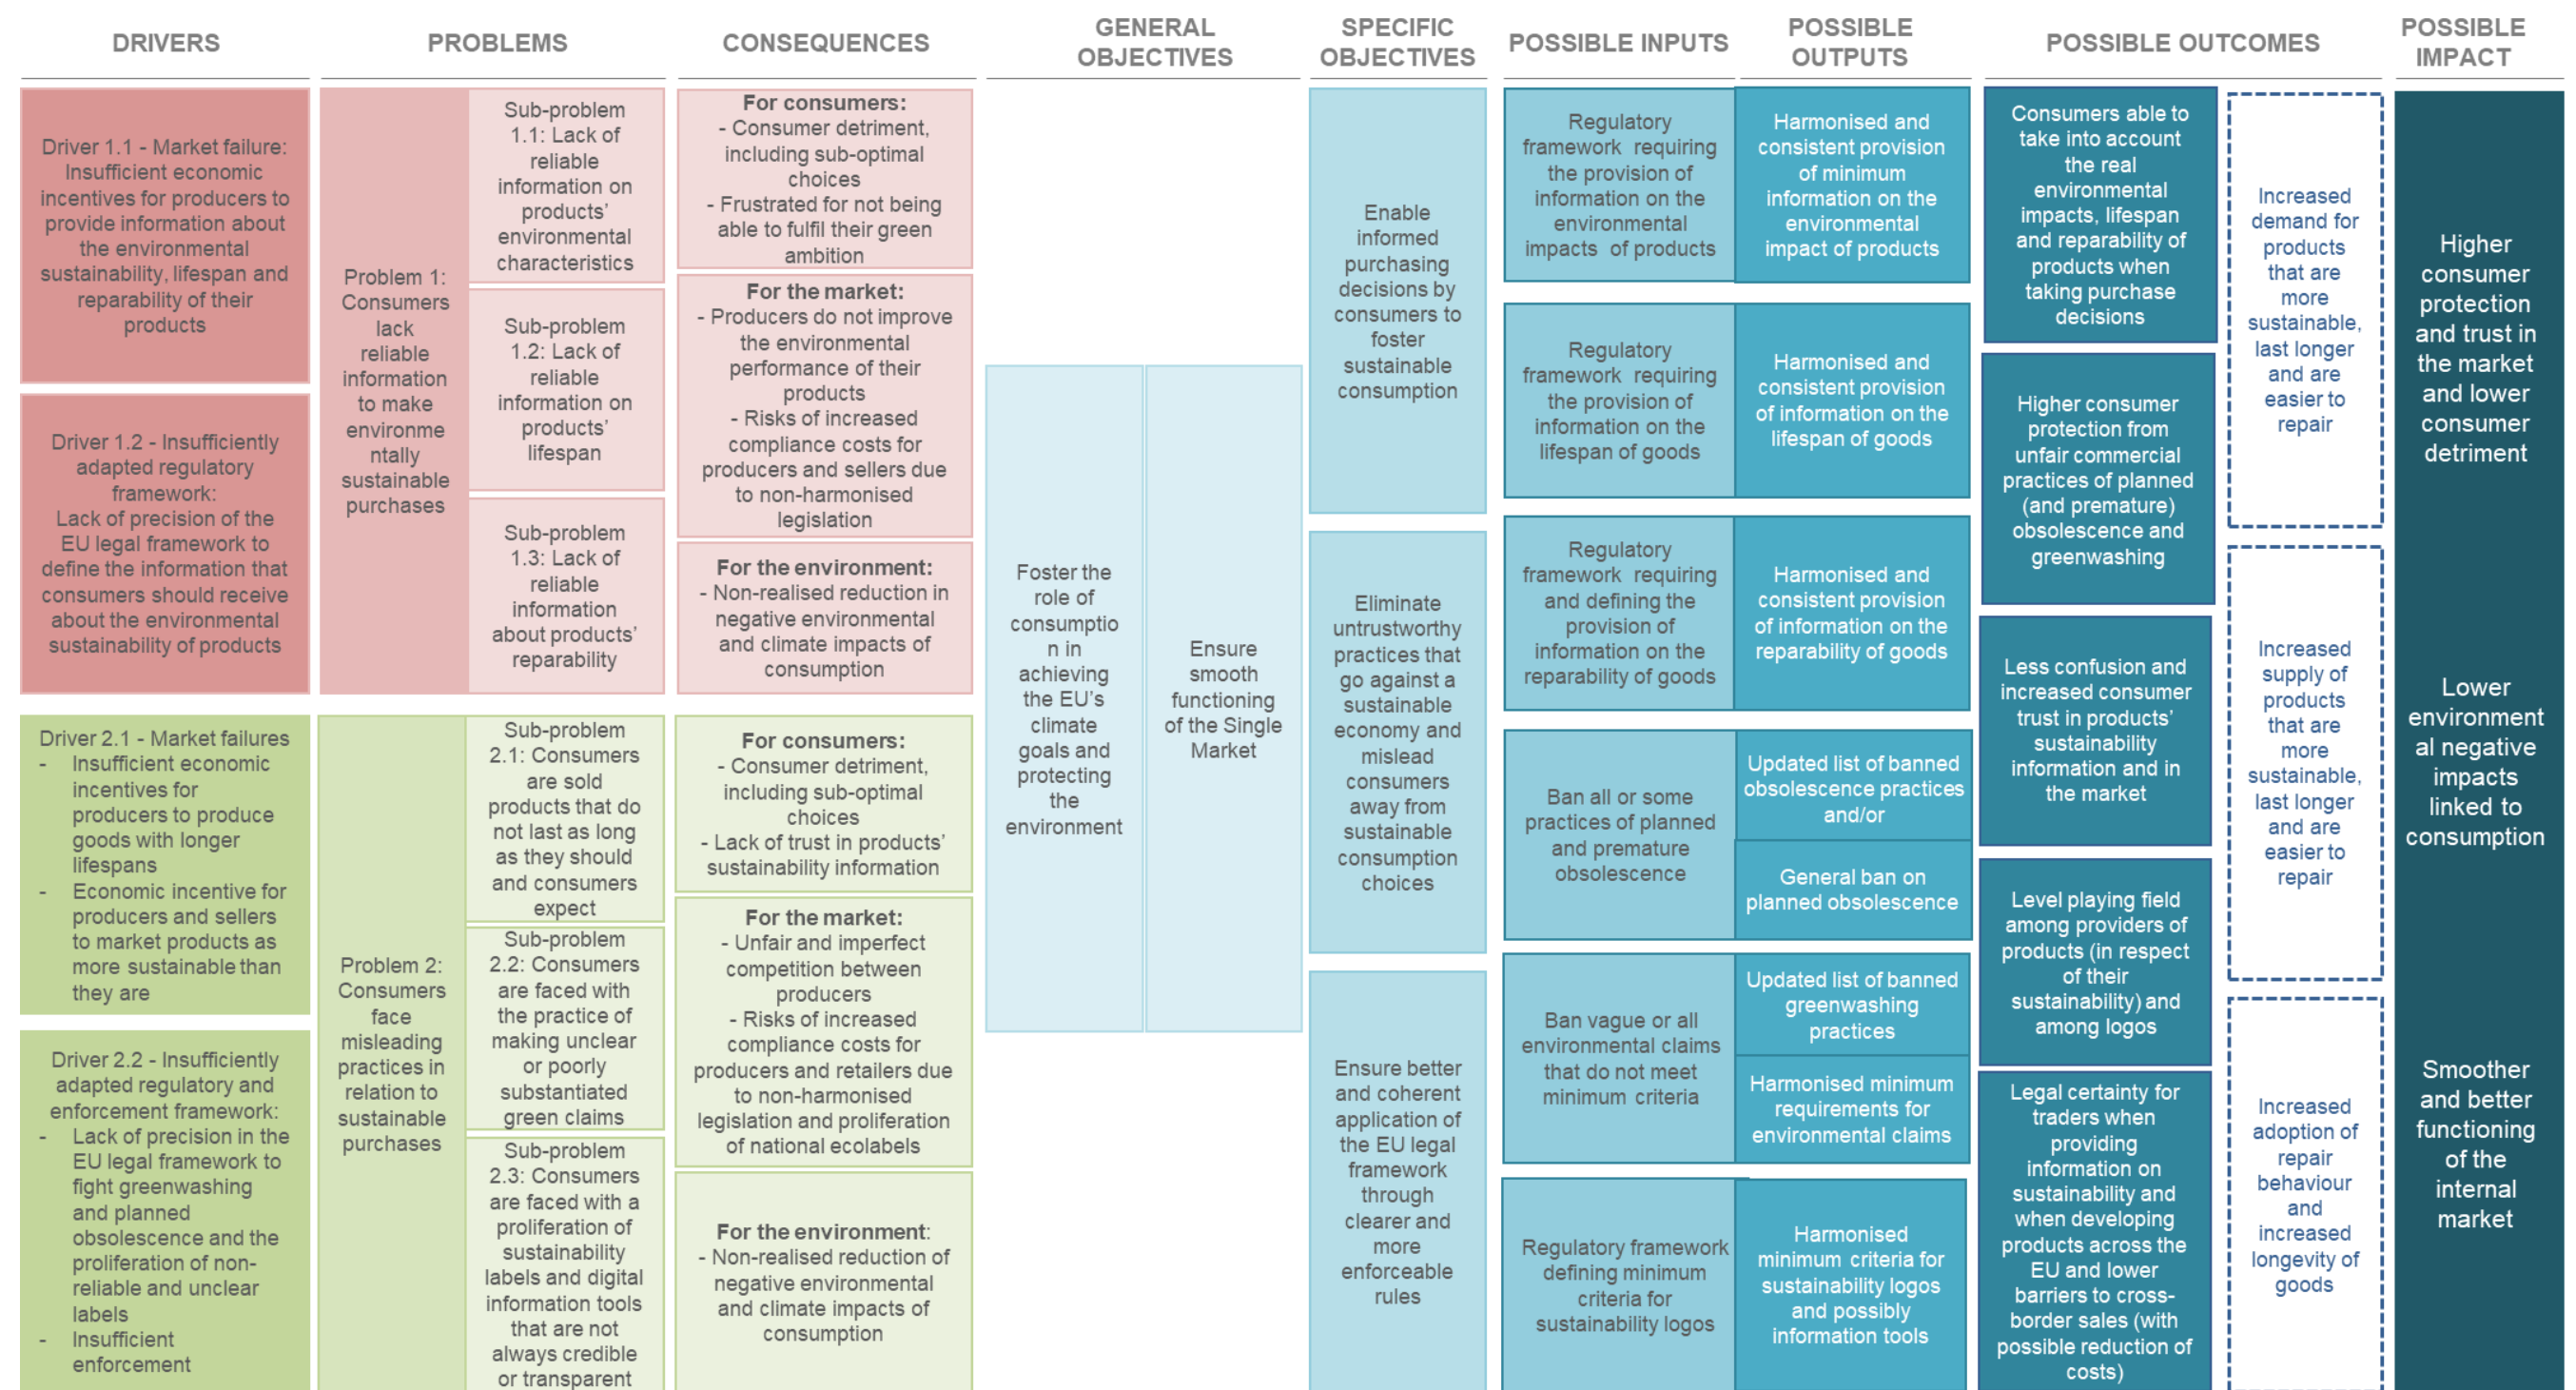 DRIVERS
PROBLEMS
CONSEQUENCES
GENERAL
OBJECTIVES
SPECIFIC
OBJECTIVES
POSSIBLE INPUTS
POSSIBLE
OUTPUTS
POSSIBLE OUTCOMES
POSSIBLE
IMPACT
Driver 1.1 - Market failure:
Insufficient economic
incentives for producers to
provide information about
the environmental
sustainability, lifespan and
reparability of their
products
Driver 1.2 - Insufficiently
adapted regulatory
framework:
Lack of precision of the
EU legal framework to
define the information that
consumers should receive
about the environmental
sustainability of products
Driver 2.1 - Market failures
- Insufficient economic
incentives for
producers to produce
goods with longer
lifespans
- Economic incentive for
producers and sellers
to market products as
more sustainable than
they are
Driver 2.2 - Insufficiently
adapted regulatory and
enforcement framework:
- Lack of precision in the
EU legal framework to
fight greenwashing
and planned
obsolescence and the
proliferation of non-
reliable and unclear
labels
- Insufficient
enforcement
Problem 1:
Consumers
lack
reliable
information
to make
environme
ntally
sustainable
purchases
Sub-problem
1.1: Lack of
reliable
information on
products'
environmental
characteristics
Sub-problem
1.2: Lack of
reliable
information on
products'
lifespan
Sub-problem
1.3: Lack of
reliable
information
about products'
reparability
Problem 2:
Consumers
face
misleading
practices in
relation to
sustainable
purchases
Sub-problem
2.1: Consumers
are sold
products that do
not last as long
as they should
and consumers
expect
Sub-problem
2.2: Consumers
are faced with
the practice of
making unclear
or poorly
substantiated
green claims
Sub-problem
2.3: Consumers
are faced with a
proliferation of
sustainability
labels and digital
information tools
that are not
always credible
or transparent
For consumers:
- Consumer detriment,
including sub-optimal
choices
- Frustrated for not being
able to fulfil their green
ambition
For the market:
- Producers do not improve
the environmental
performance of their
products
- Risks of increased
compliance costs for
producers and sellers due
to non-harmonised
legislation
For the environment:
- Non-realised reduction in
negative environmental
and climate impacts of
consumption
For consumers:
- Consumer detriment,
including sub-optimal
choices
- Lack of trust in products'
sustainability information
For the market:
- Unfair and imperfect
competition between
producers
- Risks of increased
compliance costs for
producers and retailers due
to non-harmonised
legislation and proliferation
of national ecolabels
For the environment:
- Non-realised reduction of
negative environmental
and climate impacts of
consumption
Foster the
role of
consumptio
n in
achieving
the EU's
climate
goals and
protecting
the
environment
Ensure
smooth
functioning
of the Single
Market
Enable
informed
purchasing
decisions by
consumers to
foster
sustainable
consumption
Eliminate
untrustworthy
practices that
go against a
sustainable
economy and
mislead
consumers
away from
sustainable
consumption
choices
Ensure better
and coherent
application of
the EU legal
framework
through
clearer and
more
enforceable
rules
Regulatory
framework requiring
the provision of
information on the
environmental
impacts of products
Regulatory
framework requiring
the provision of
information on the
lifespan of goods
Regulatory
framework requiring
and defining the
provision of
information on the
reparability of goods
Ban all or some
practices of planned
and premature
obsolescence
Ban vague or all
environmental claims
that do not meet
minimum criteria
Regulatory framework
defining minimum
criteria for
sustainability logos
Harmonised and
consistent provision
of minimum
information on the
environmental
impact of products
Harmonised and
consistent provision
of information on the
lifespan of goods
Harmonised and
consistent provision
of information on the
reparability of goods
Updated list of banned
obsolescence practices
and/or
General ban on
planned obsolescence
Updated list of banned
greenwashing
practices
Harmonised minimum
requirements for
environmental claims
Harmonised
minimum criteria for
sustainability logos
and possibly
information tools
Consumers able to
take into account
the real
environmental
impacts, lifespan
and reparability of
products when
taking purchase
decisions
Higher consumer
protection from
unfair commercial
practices of planned
(and premature)
obsolescence and
greenwashing
Less confusion and
increased consumer
trust in products'
sustainability
information and in
the market
Level playing field
among providers of
products (in respect
of their
sustainability) and
among logos
Legal certainty for
traders when
providing
information on
sustainability and
when developing
products across the
EU and lower
barriers to cross-
border sales (with
possible reduction of
costs)
Increased
demand for
products
that are
more
sustainable,
last longer
and are
easier to
repair
Increased
supply of
products
that are
more
sustainable,
last longer
and are
easier to
repair
Increased
adoption of
repair
behaviour
and
increased
longevity of
goods
Higher
consumer
protection
and trust in
the market
and lower
consumer
detriment
Lower
environment
al negative
impacts
linked to
consumption
Smoother
and better
functioning
of the
internal
market